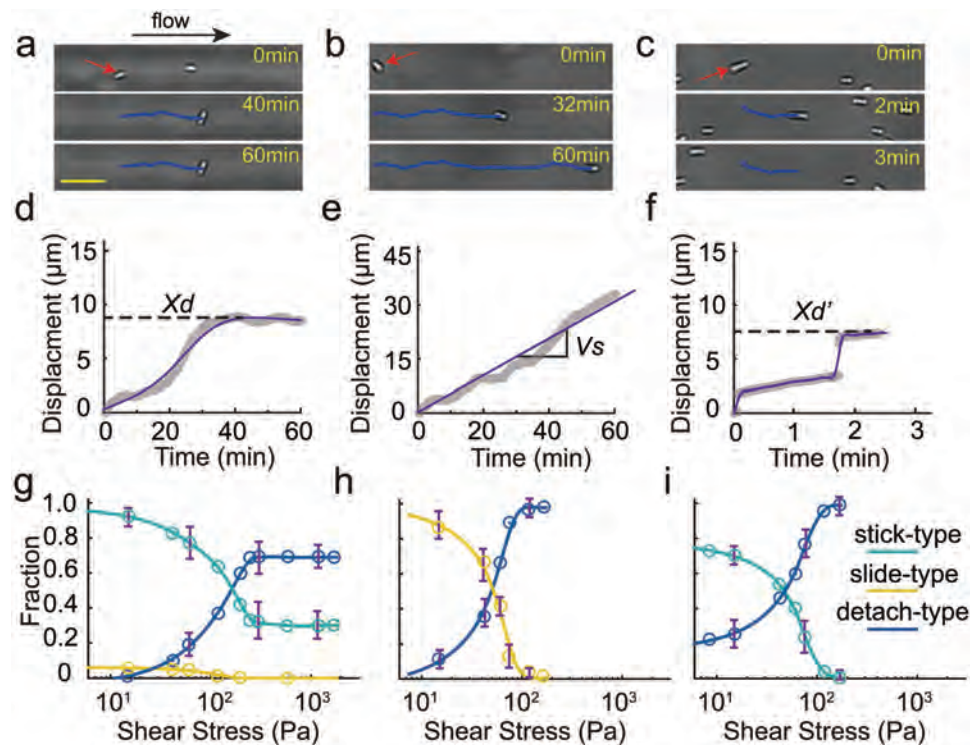 flow
a b c
0min 0min 0min
40min 32min 2min
60min 60min 3min
d e f
Displacment (μm) Displacment (μm) Displacment (μm)
15 45 15
10 30 10
5 15 5
0 0 0
Xd Vs Xd'
0 20 40 60 0 20 40 60 0 1 2 3
Time (min) Time (min) Time (min)
g h i
Fraction
1.0
0.8
0.6
0.4
0.2
0
stick-type
slide-type
detach-type
10¹ 10² 10³ 10¹ 10² 10³ 10¹ 10² 10³
Shear Stress (Pa) Shear Stress (Pa) Shear Stress (Pa)